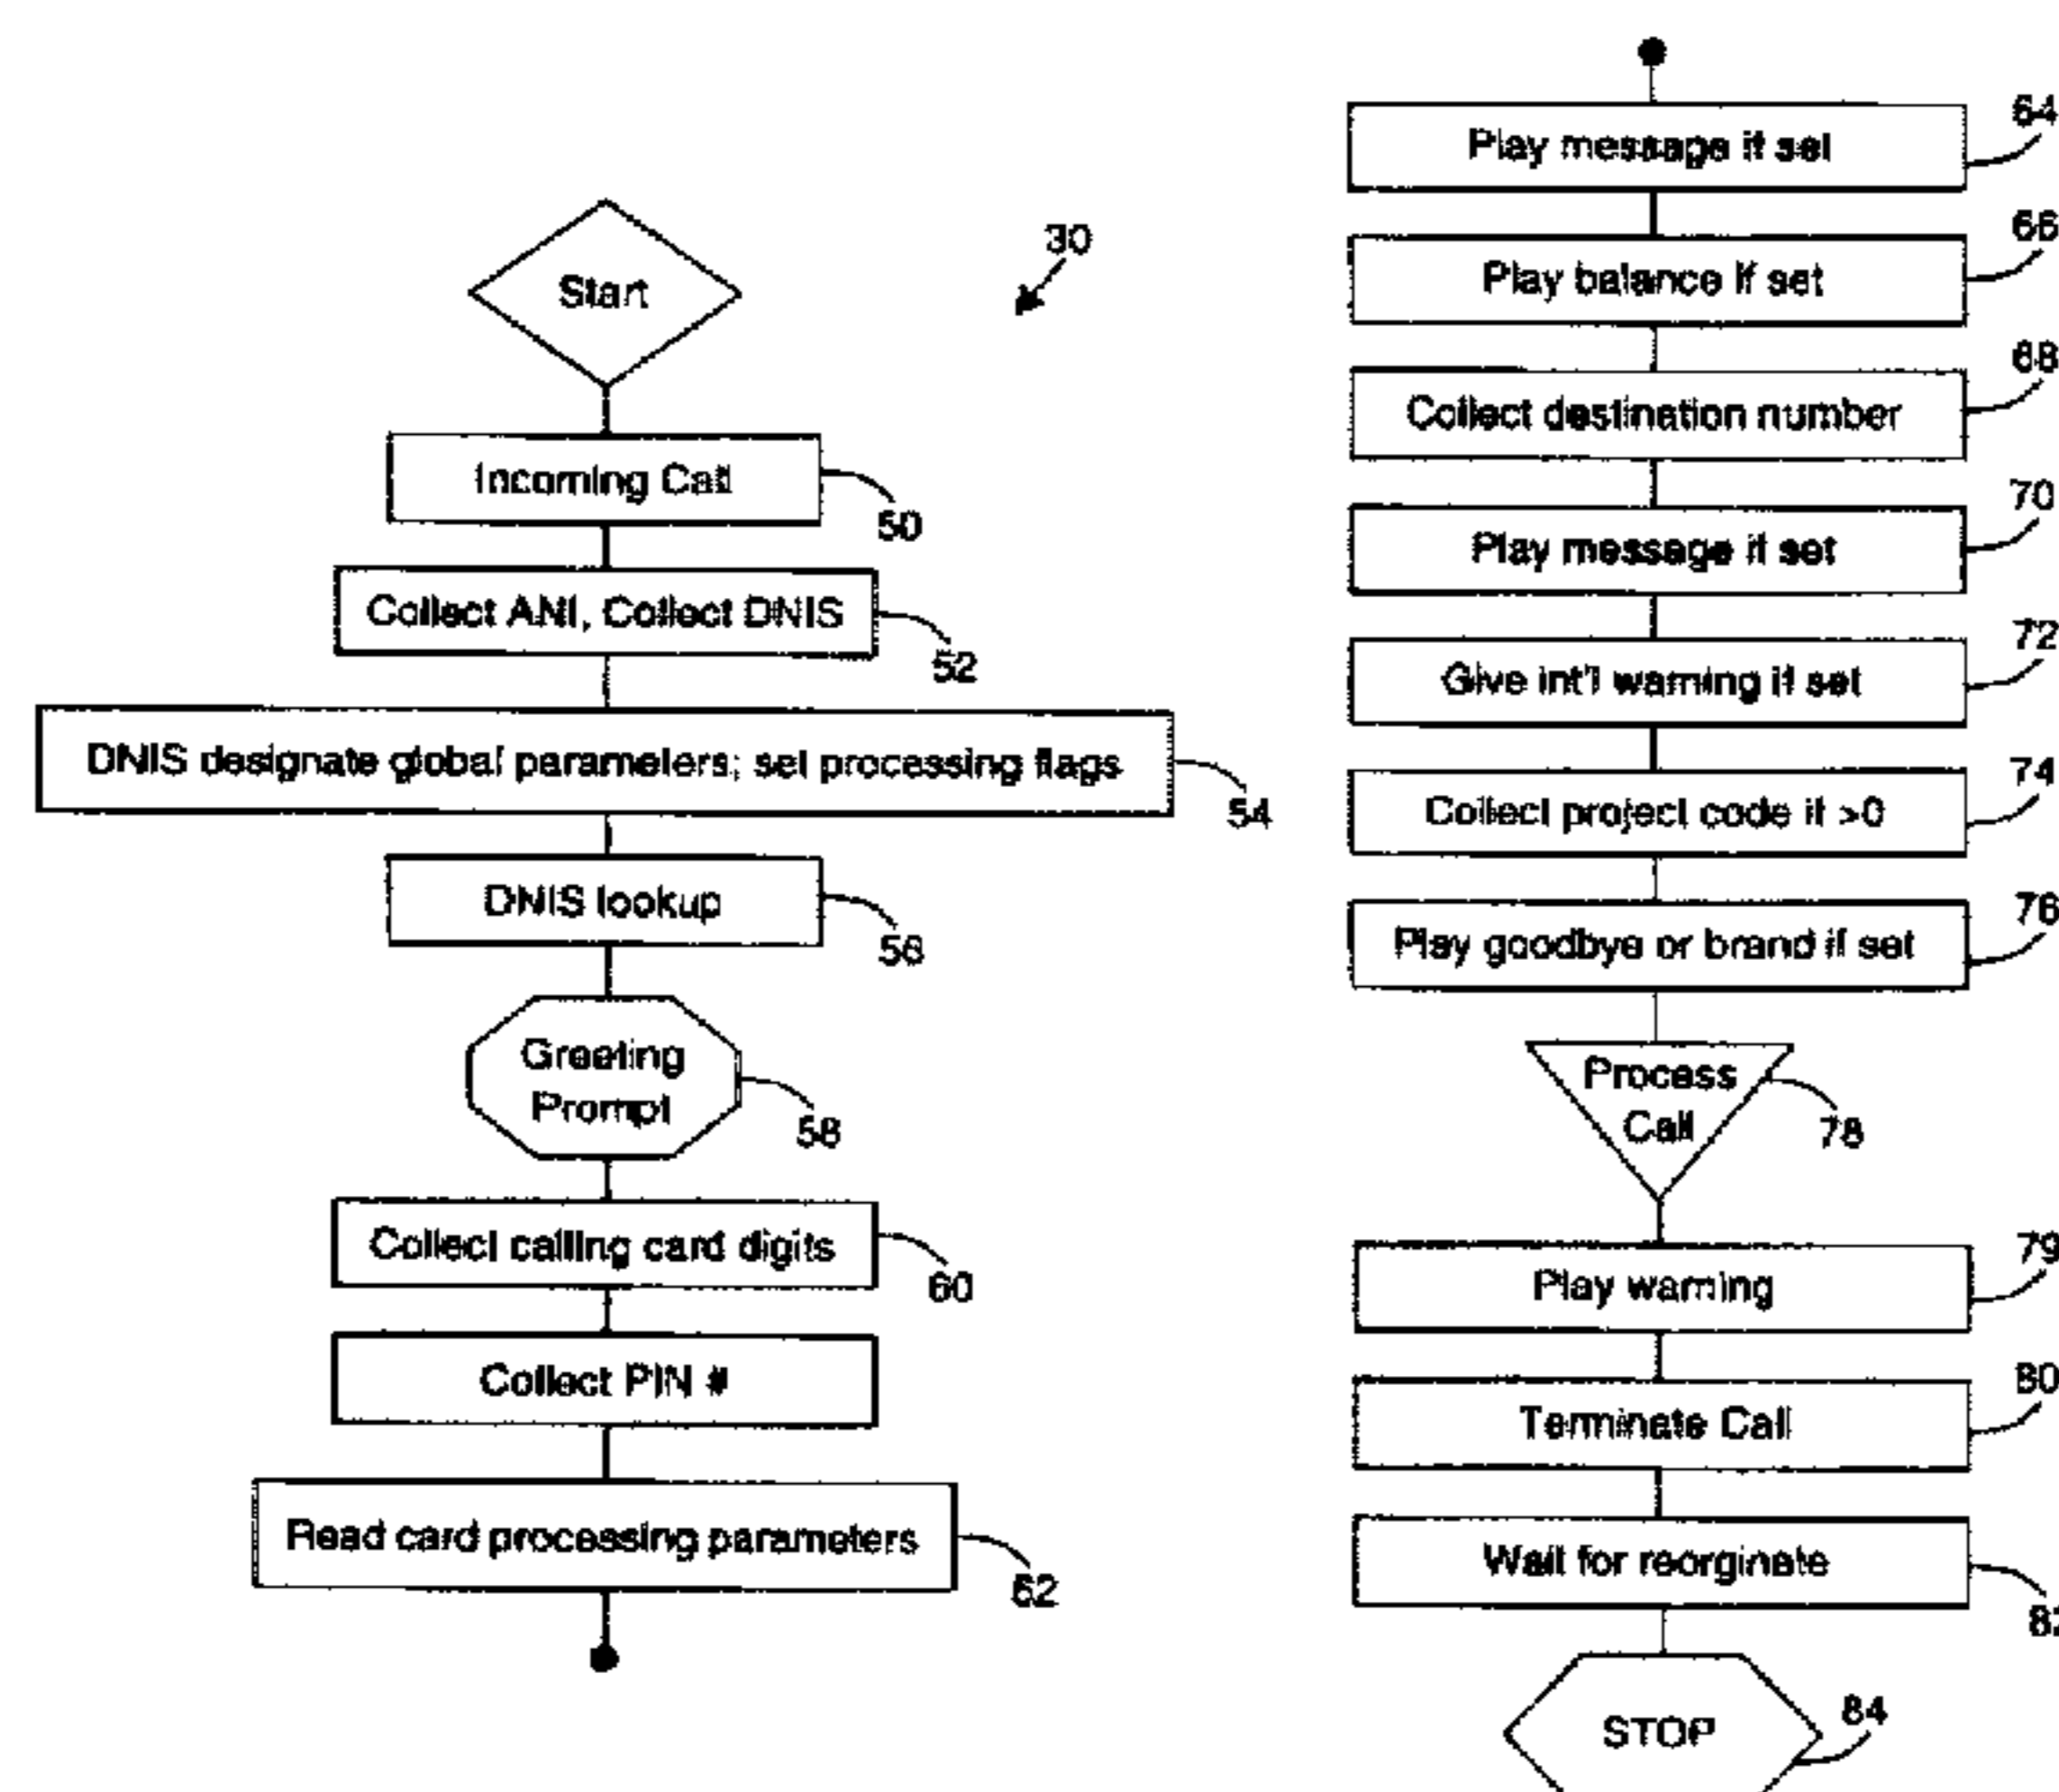 Start
30
Incoming Call
50
Collect ANI, Collect DNIS
52
DNIS designate global parameters; set processing flags
54
DNIS lookup
56
Greeting
Prompt
58
Collect calling card digits
60
Collect PIN #
Read card processing parameters
62
Play message if set
64
Play balance if set
66
Collect destination number
68
Play message if set
70
Give int'l warning if set
72
Collect project code if >0
74
Play goodbye or brand if set
76
Process
Call
78
Play warning
79
Terminate Call
80
Wait for reorginate
82
STOP
84